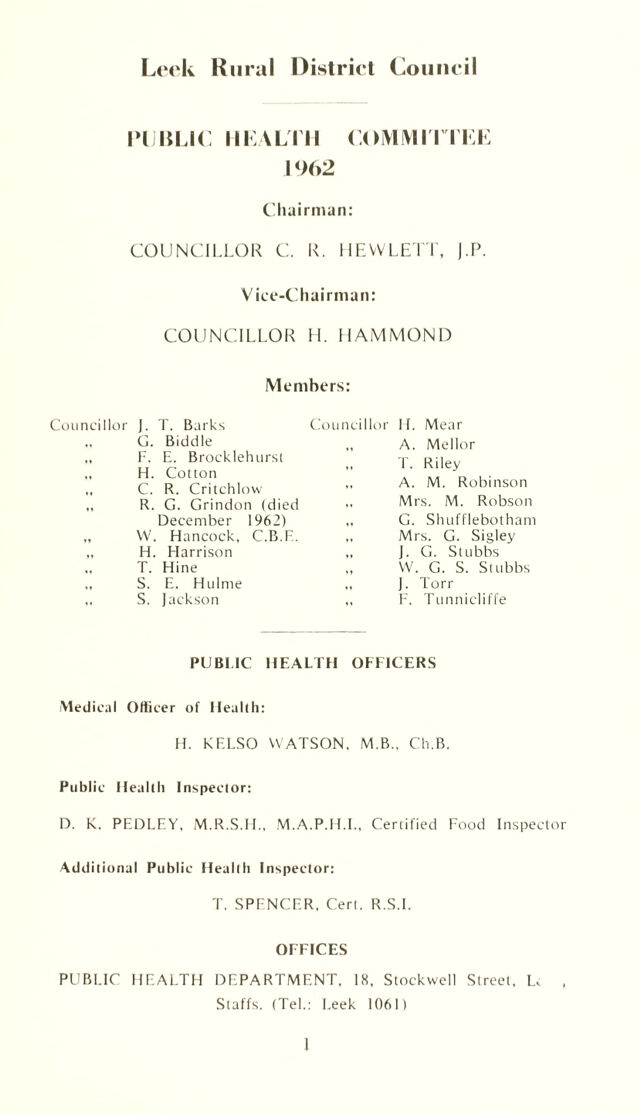 Leek Rural District Council
PUBLIC HEALTH COMMITTEE
1962
Chairman:
COUNCILLOR C. R. HEWLETT, J.P.
Vice-Chairman:
COUNCILLOR H. HAMMOND
Members:
Councillor J. T. Barks
,, G. Biddle
,, F. E. Brocklehurst
,, H. Cotton
,, C. R. Critchlow
,, R. G. Grindon (died
December 1962)
,, W. Hancock, C.B.E.
,, H. Harrison
,, T. Hine
,, S. E. Hulme
,, S. Jackson
Councillor H. Mear
,, A. Mellor
,, T. Riley
,, A. M. Robinson
,, Mrs. M. Robson
,, G. Shufflebotham
,, Mrs. G. Sigley
,, J. G. Stubbs
,, W. G. S. Stubbs
,, J. Torr
,, F. Tunnicliffe
PUBLIC HEALTH OFFICERS
Medical Officer of Health:
H. KELSO WATSON, M.B., Ch.B.
Public Health Inspector:
D. K. PEDLEY, M.R.S.H., M.A.P.H.I., Certified Food Inspector
Additional Public Health Inspector:
T. SPENCER, Cert. R.S.I.
OFFICES
PUBLIC HEALTH DEPARTMENT, 18, Stockwell Street,
Staffs. (Tel.: Leek 1061)
1